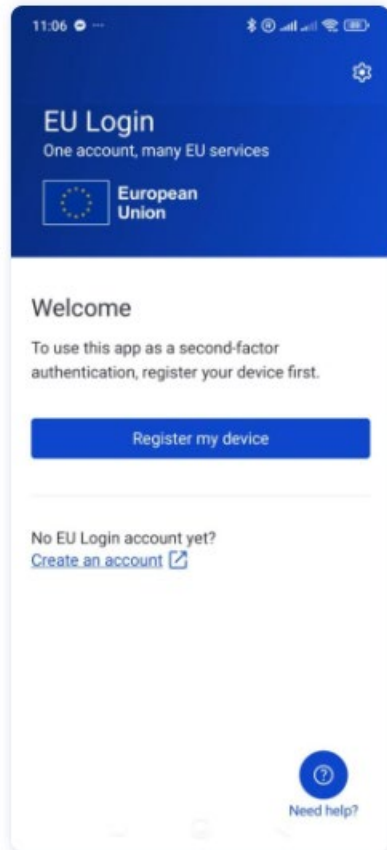 11:06
EU Login
One account, many EU services
European
Union
Welcome
To use this app as a second-factor
authentication, register your device first.
Register my device
No EU Login account yet?
Create an account
Need help?